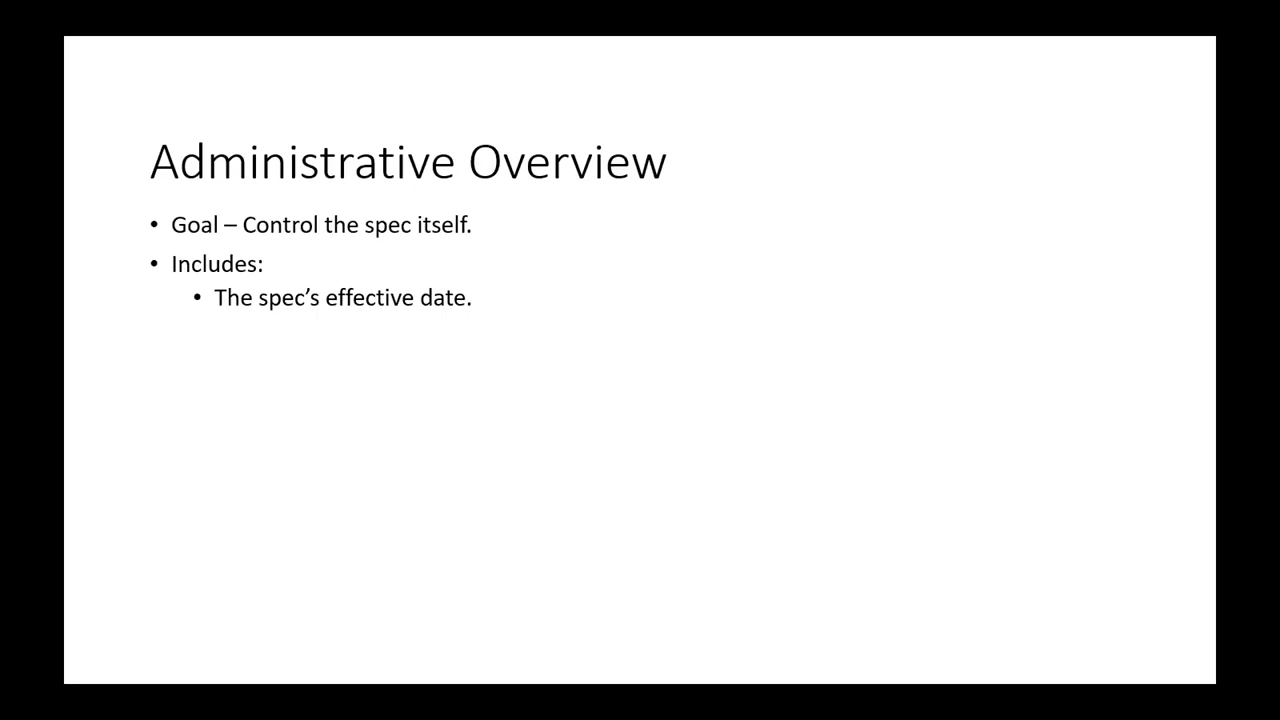 Administrative Overview
• Goal – Control the spec itself.
• Includes:
• The spec’s effective date.